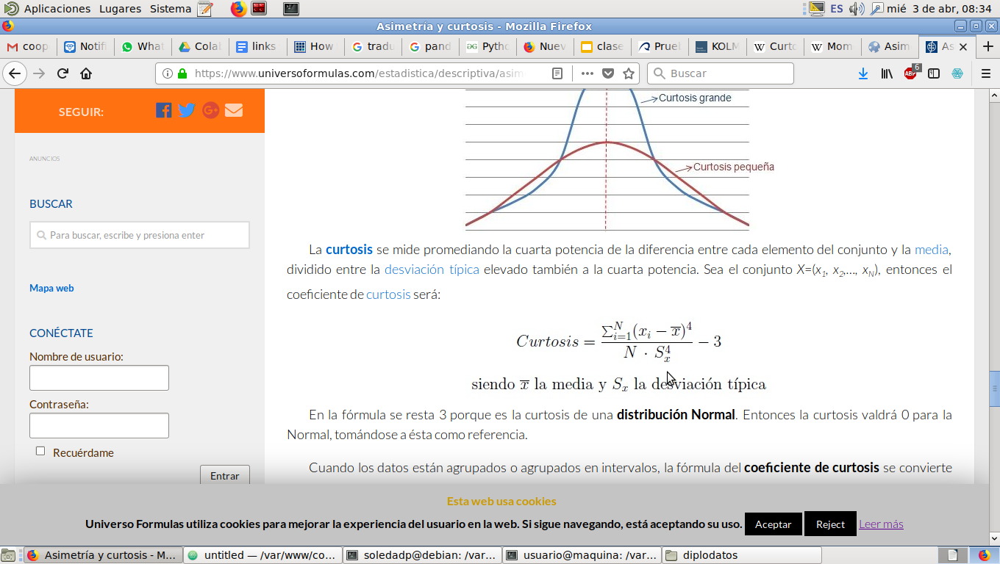 Aplicaciones Lugares Sistema ES mié 3 de abr, 08:34
Asimetría y curtosis - Mozilla Firefox
coop Notifi What Colal links How tradu pand Pytho Nuev clase Prueb KOLM Curto Mom Asim As
https://www.universoformulas.com/estadistica/descriptiva/asim Buscar ABP 6
SEGUIR:
ANUNCIOS
BUSCAR
Para buscar, escribe y presiona enter
Mapa web
CONÉCTATE
Nombre de usuario:
Contraseña:
Recuérdame
Entrar
Curtosis grande
Curtosis pequeña
La curtosis se mide promediando la cuarta potencia de la diferencia entre cada elemento del conjunto y la media,
dividido entre la desviación típica elevado también a la cuarta potencia. Sea el conjunto X=(x₁, x₂,..., x_N), entonces el
coeficiente de curtosis será:
Curtosis = \frac{\sum_{i=1}^{N}(x_i - \overline{x})^4}{N · S_x^4} − 3
siendo x̅ la media y Sₓ la desviación típica
En la fórmula se resta 3 porque es la curtosis de una distribución Normal. Entonces la curtosis valdrá 0 para la
Normal, tomándose a ésta como referencia.
Cuando los datos están agrupados o agrupados en intervalos, la fórmula del coeficiente de curtosis se convierte
Esta web usa cookies
Universo Formulas utiliza cookies para mejorar la experiencia del usuario en la web. Si sigue navegando, está aceptando su uso. Aceptar Reject Leer más
Asimetría y curtosis - M... untitled — /var/www/co... soledadp@debian: /var... usuario@maquina: /var... diplodatos